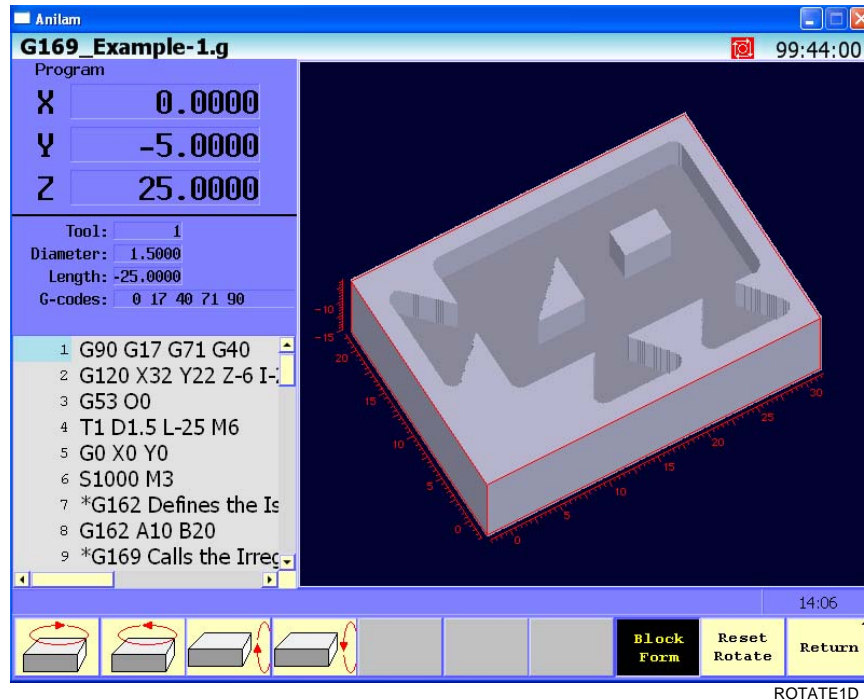 Anilam
G169_Example-1.g
99:44:00
Program
X 0.0000
Y -5.0000
Z 25.0000
Tool: 1
Diameter: 1.5000
Length: -25.0000
G-codes: 0 17 40 71 90
1 G90 G17 G71 G40
2 G120 X32 Y22 Z-6 I-
3 G53 O0
4 T1 D1.5 L-25 M6
5 G0 X0 Y0
6 S1000 M3
7 *G162 Defines the Is
8 G162 A10 B20
9 *G169 Calls the Irreg
-10
-15
20
15
10
5
0
0
5
10
15
20
25
30
14:06
Block Form
Reset Rotate
Return
ROTATE1D